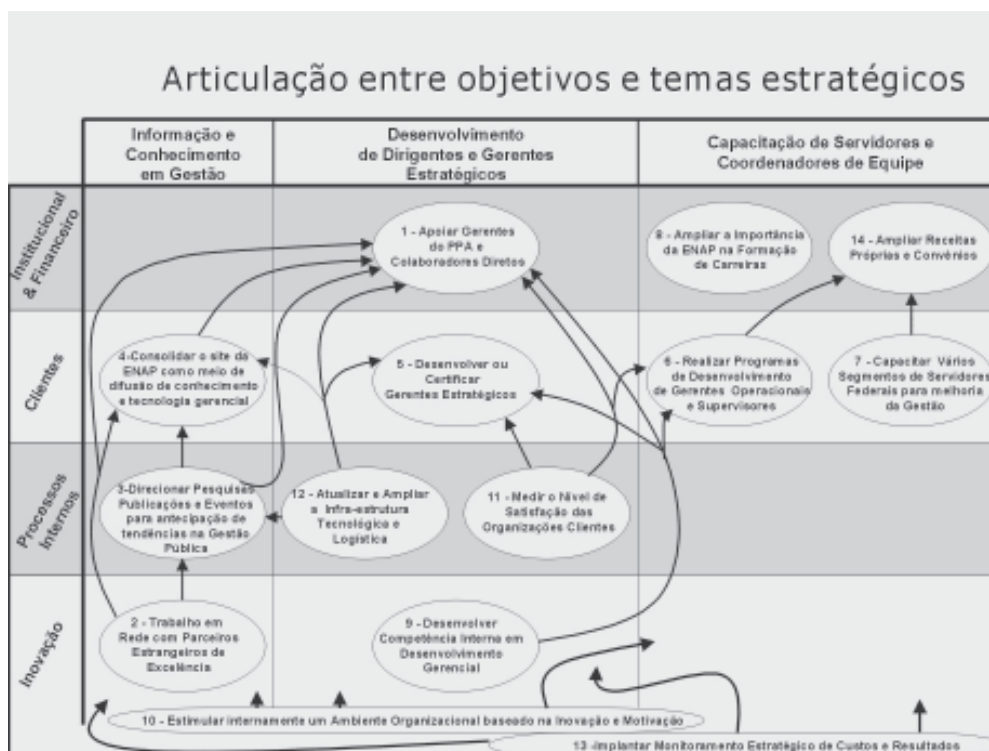 Articulação entre objetivos e temas estratégicos
Informação e
Conhecimento
em Gestão
Desenvolvimento
de Dirigentes e Gerentes
Estratégicos
Capacitação de Servidores e
Coordenadores de Equipe
Institucional
& Financeiro
1 - Apoiar Gerentes
do PPA e
Colaboradores Diretos
8 - Ampliar a Importância
da ENAP na Formação
de Carreiras
14 - Ampliar Receitas
Próprias e Convênios
Clientes
4-Consolidar o site da
ENAP como meio de
difusão de conhecimento
e tecnologia gerencial
5 - Desenvolver ou
Certificar
Gerentes Estratégicos
6 - Realizar Programas
de Desenvolvimento
de Gerentes Operacionais
e Supervisores
7 - Capacitar Vários
Segmentos de Servidores
Federais para melhoria
da Gestão
Processos
Internos
3-Direcionar Pesquisas
Publicações e Eventos
para antecipação de
tendências na Gestão
Pública
12 - Atualizar e Ampliar
a Infra-estrutura
Tecnológica e
Logística
11 - Medir o Nível de
Satisfação das
Organizações Clientes
Inovação
2 - Trabalho em
Rede com Parceiros
Estrangeiros de
Excelência
9 - Desenvolver
Competência Interna em
Desenvolvimento
Gerencial
10 - Estimular internamente um Ambiente Organizacional baseado na Inovação e Motivação
13 -Implantar Monitoramento Estratégico de Custos e Resultados